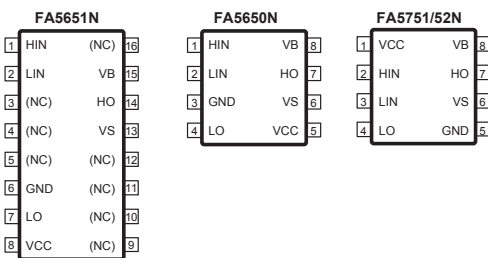 FA5651N FA5650N FA5751/52N
1 HIN (NC) 16 1 HIN VB 8 1 VCC VB 8
2 LIN VB 15 2 LIN HO 7 2 HIN HO 7
3 (NC) HO 14 3 GND VS 6 3 LIN VS 6
4 (NC) VS 13 4 LO VCC 5 4 LO GND 5
5 (NC) (NC) 12
6 GND (NC) 11
7 LO (NC) 10
8 VCC (NC) 9